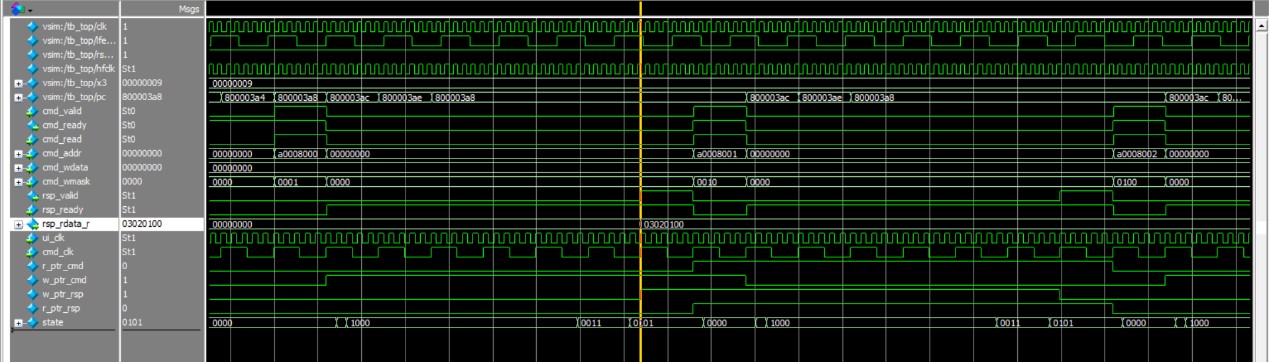 Msgs
vsim:/tb_top/clk 1
vsim:/tb_top/lfe... 1
vsim:/tb_top/rs... 1
vsim:/tb_top/hfclk St1
vsim:/tb_top/x3 00000009 00000009
vsim:/tb_top/pc 800003a8 800003a4 800003a8 800003ac 800003ae 800003a8 800003ac 800003ae 800003a8 800003ac 80...
cmd_valid St0
cmd_ready St0
cmd_read St0
cmd_addr 00000000 00000000 a0008000 00000000 a0008001 00000000 a0008002 00000000
cmd_wdata 00000000 00000000
cmd_wmask 0000 0000 0001 0000 0010 0000 0100 0000
rsp_valid St1
rsp_ready St1
rsp_rdata_r 03020100 00000000 03020100
ui_clk St1
cmd_clk St1
r_ptr_cmd 0
w_ptr_cmd 1
w_ptr_rsp 1
r_ptr_rsp 0
state 0101 0000 1000 0011 0101 0000 1000 0011 0101 0000 1000